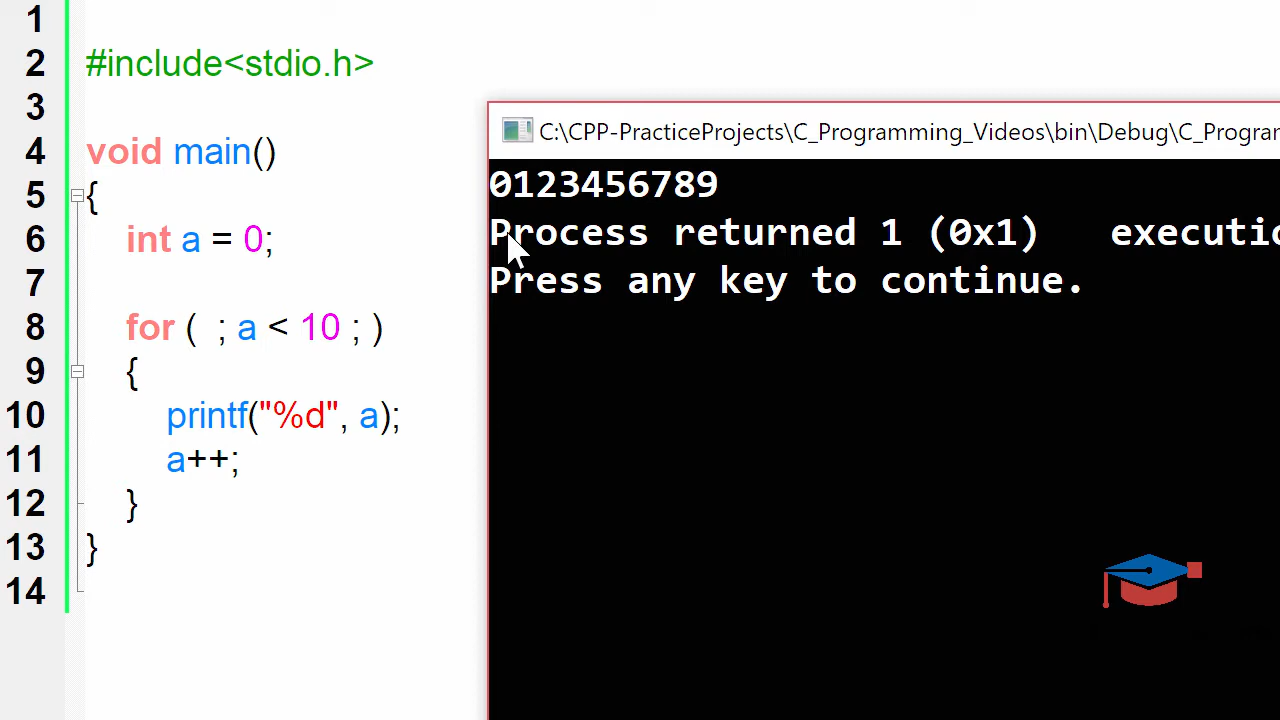 1
2 #include<stdio.h>
3
4 void main()
5 {
6 int a = 0;
7
8 for ( ; a < 10 ; )
9 {
10 printf("%d", a);
11 a++;
12 }
13 }
14
C:\CPP-PracticeProjects\C_Programming_Videos\bin\Debug\C_Program
0123456789
Process returned 1 (0x1) executio
Press any key to continue.